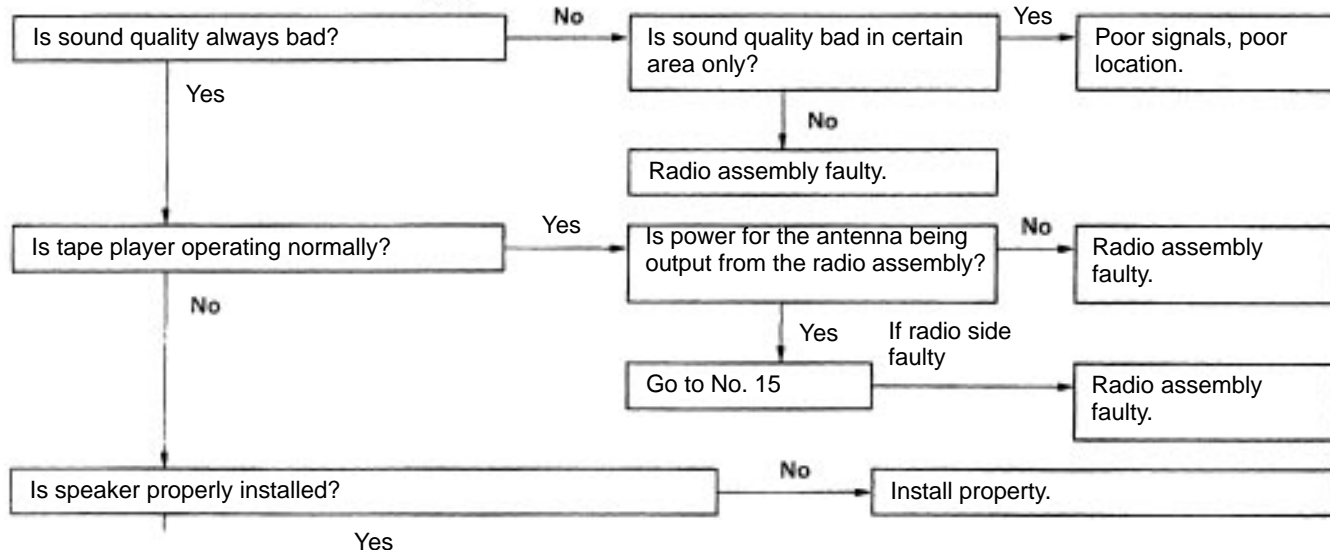 Is sound quality always bad?
No
Is sound quality bad in certain
area only?
Yes
Poor signals, poor
location.
Yes
No
Radio assembly faulty.
Is tape player operating normally?
Yes
Is power for the antenna being
output from the radio assembly?
No
Radio assembly
faulty.
No
Yes
If radio side
faulty
Go to No. 15
Radio assembly
faulty.
Is speaker properly installed?
No
Install property.
Yes